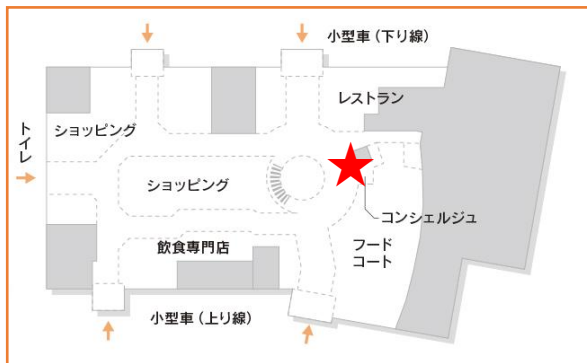 小型車（下り線）
レストラン
トイレ
ショッピング
ショッピング
コンシェルジュ
フード
コート
飲食専門店
小型車（上り線）